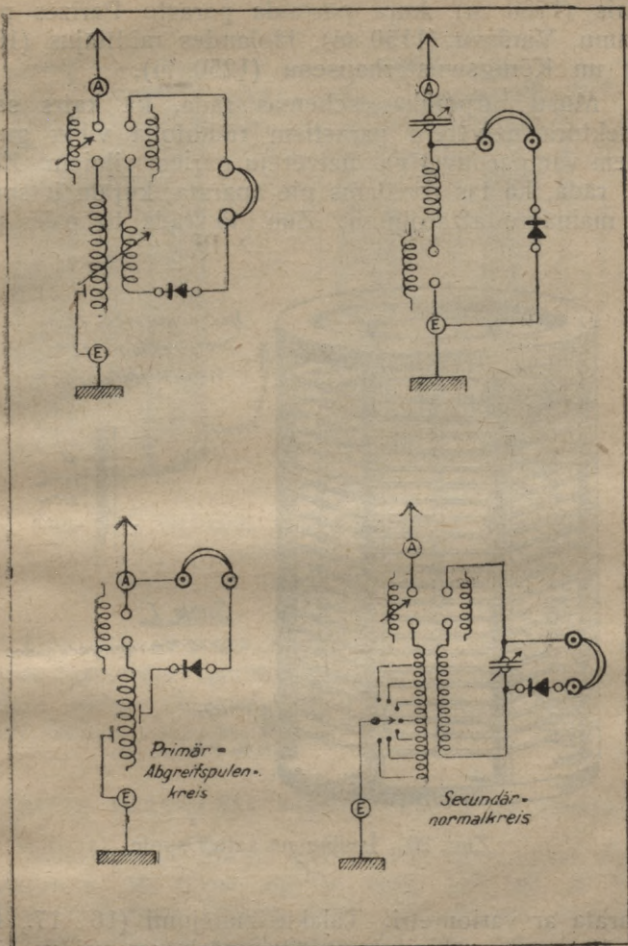 A
A
E
E
A
A
Primär =
Abgreifspulen=
kreis
E
Secundär=
normalkreis
E